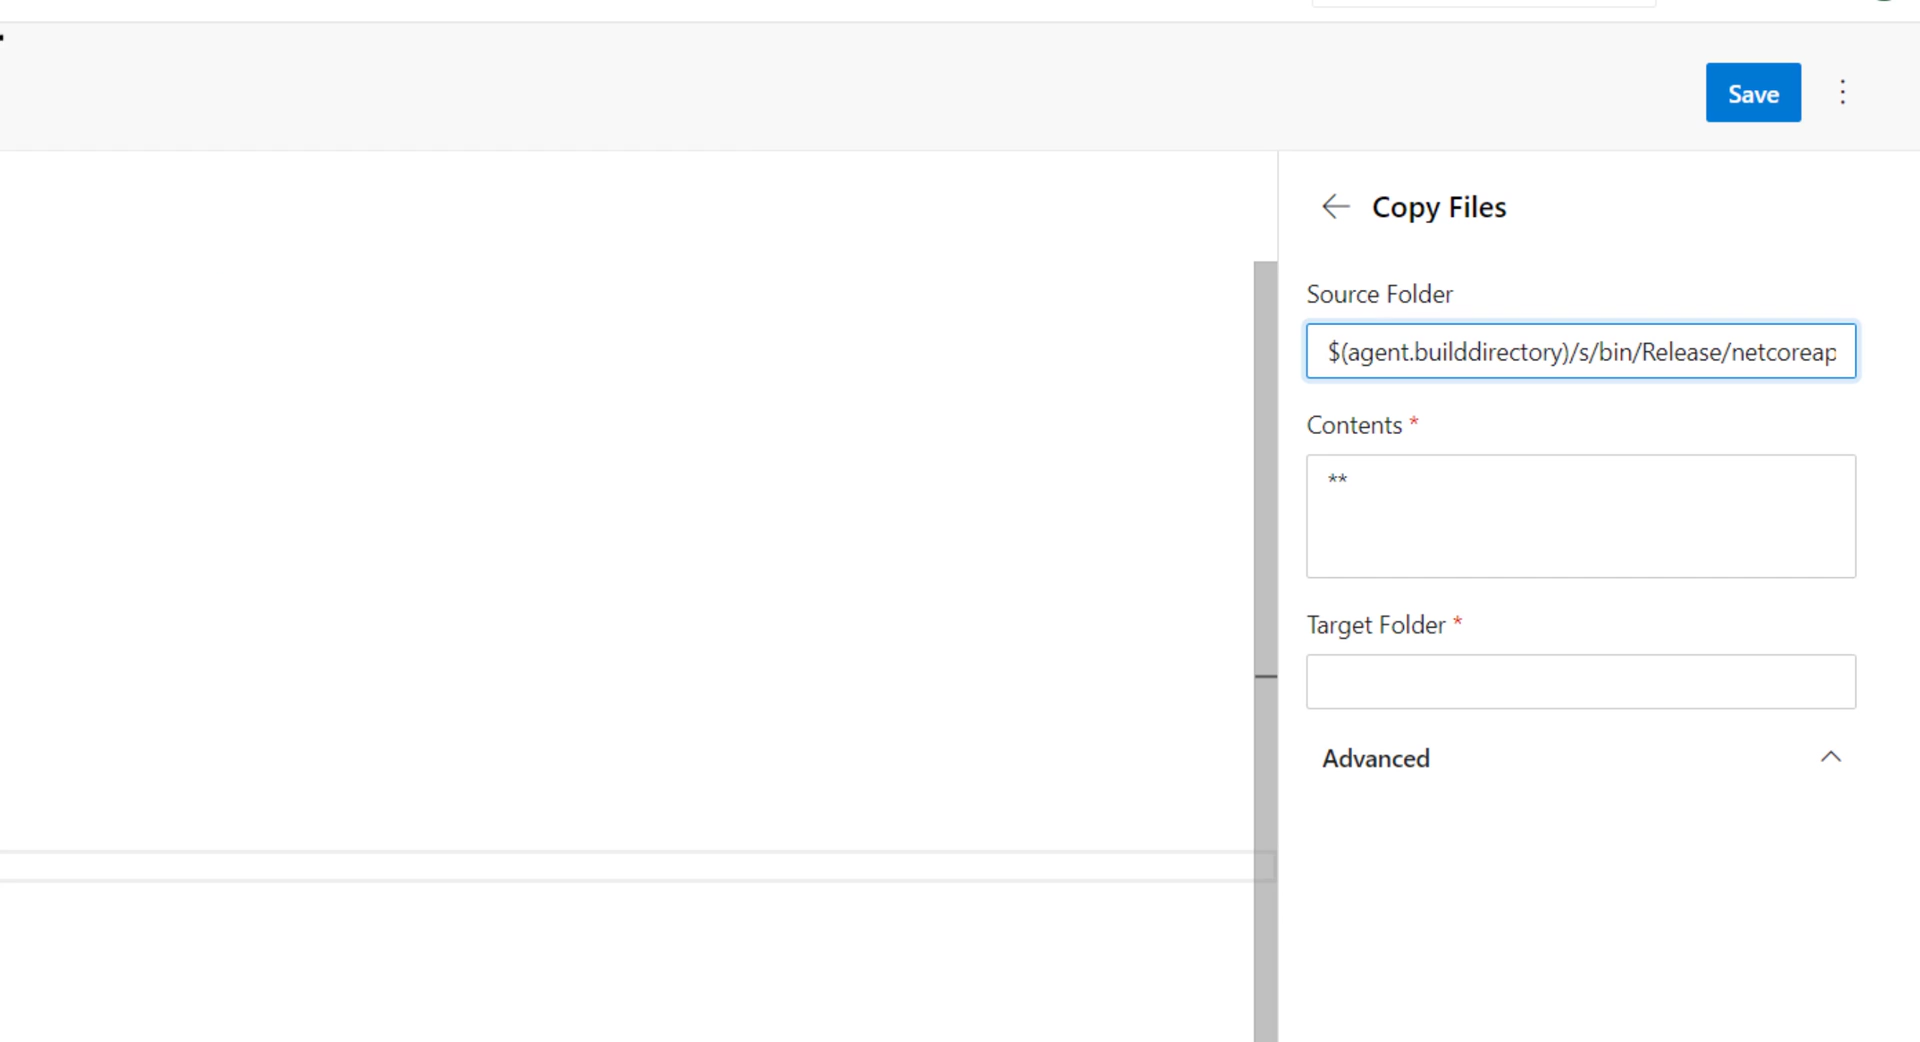 Save
Copy Files
Source Folder
$(agent.builddirectory)/s/bin/Release/netcoreap
Contents *
**
Target Folder *
Advanced